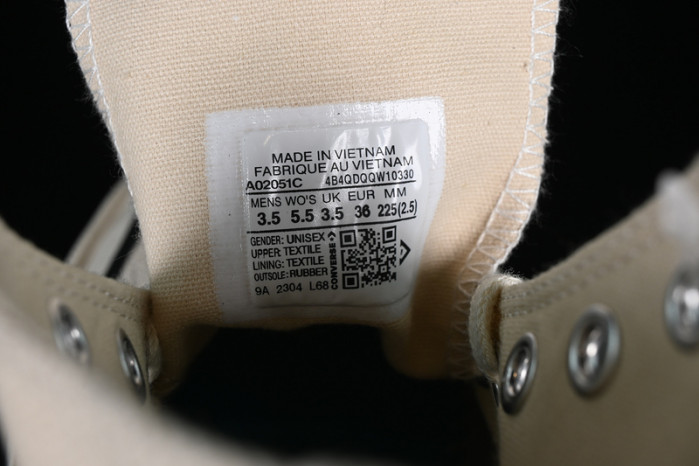 MADE IN VIETNAM
FABRIQUE AU VIETNAM
A02051C 4B4QDQQW10330
MENS WO'S UK EUR MM
3.5 5.5 3.5 36 225(2.5)
GENDER: UNISEX
UPPER: TEXTILE
LINING: TEXTILE
OUTSOLE: RUBBER
9A 2304 L68
CONVERSE